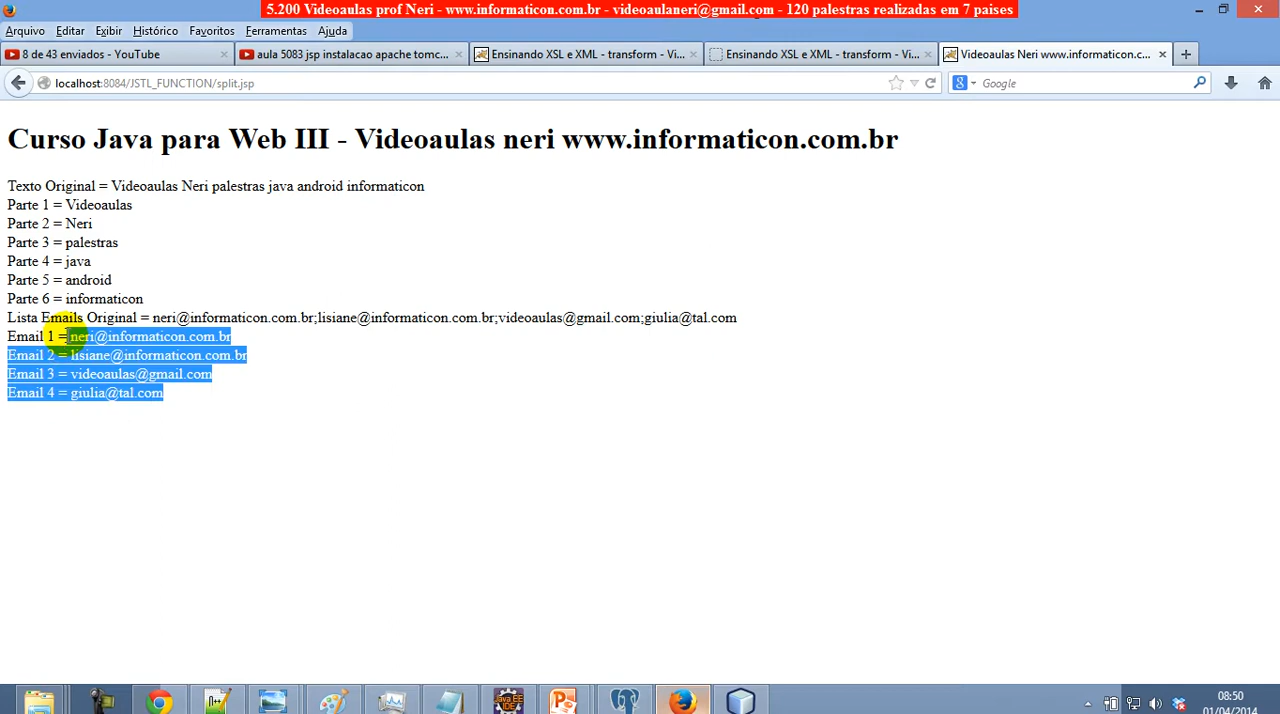 5.200 Videoaulas prof Neri - www.informaticon.com.br - videoaulaneri@gmail.com - 120 palestras realizadas em 7 paises
Arquivo Editar Exibir Histórico Favoritos Ferramentas Ajuda
8 de 43 enviados - YouTube
aula 5083 jsp instalacao apache tomc...
Ensinando XSL e XML - transform - Vi...
Ensinando XSL e XML - transform - Vi...
Videoaulas Neri www.informaticon.c...
localhost:8084/JSTL_FUNCTION/split.jsp
Google
Curso Java para Web III - Videoaulas neri www.informaticon.com.br
Texto Original = Videoaulas Neri palestras java android informaticon
Parte 1 = Videoaulas
Parte 2 = Neri
Parte 3 = palestras
Parte 4 = java
Parte 5 = android
Parte 6 = informaticon
Lista Emails Original = neri@informaticon.com.br;lisiane@informaticon.com.br;videoaulas@gmail.com;giulia@tal.com
Email 1 = neri@informaticon.com.br
Email 2 = lisiane@informaticon.com.br
Email 3 = videoaulas@gmail.com
Email 4 = giulia@tal.com
Java EE
IDE
08:50
01/04/2014